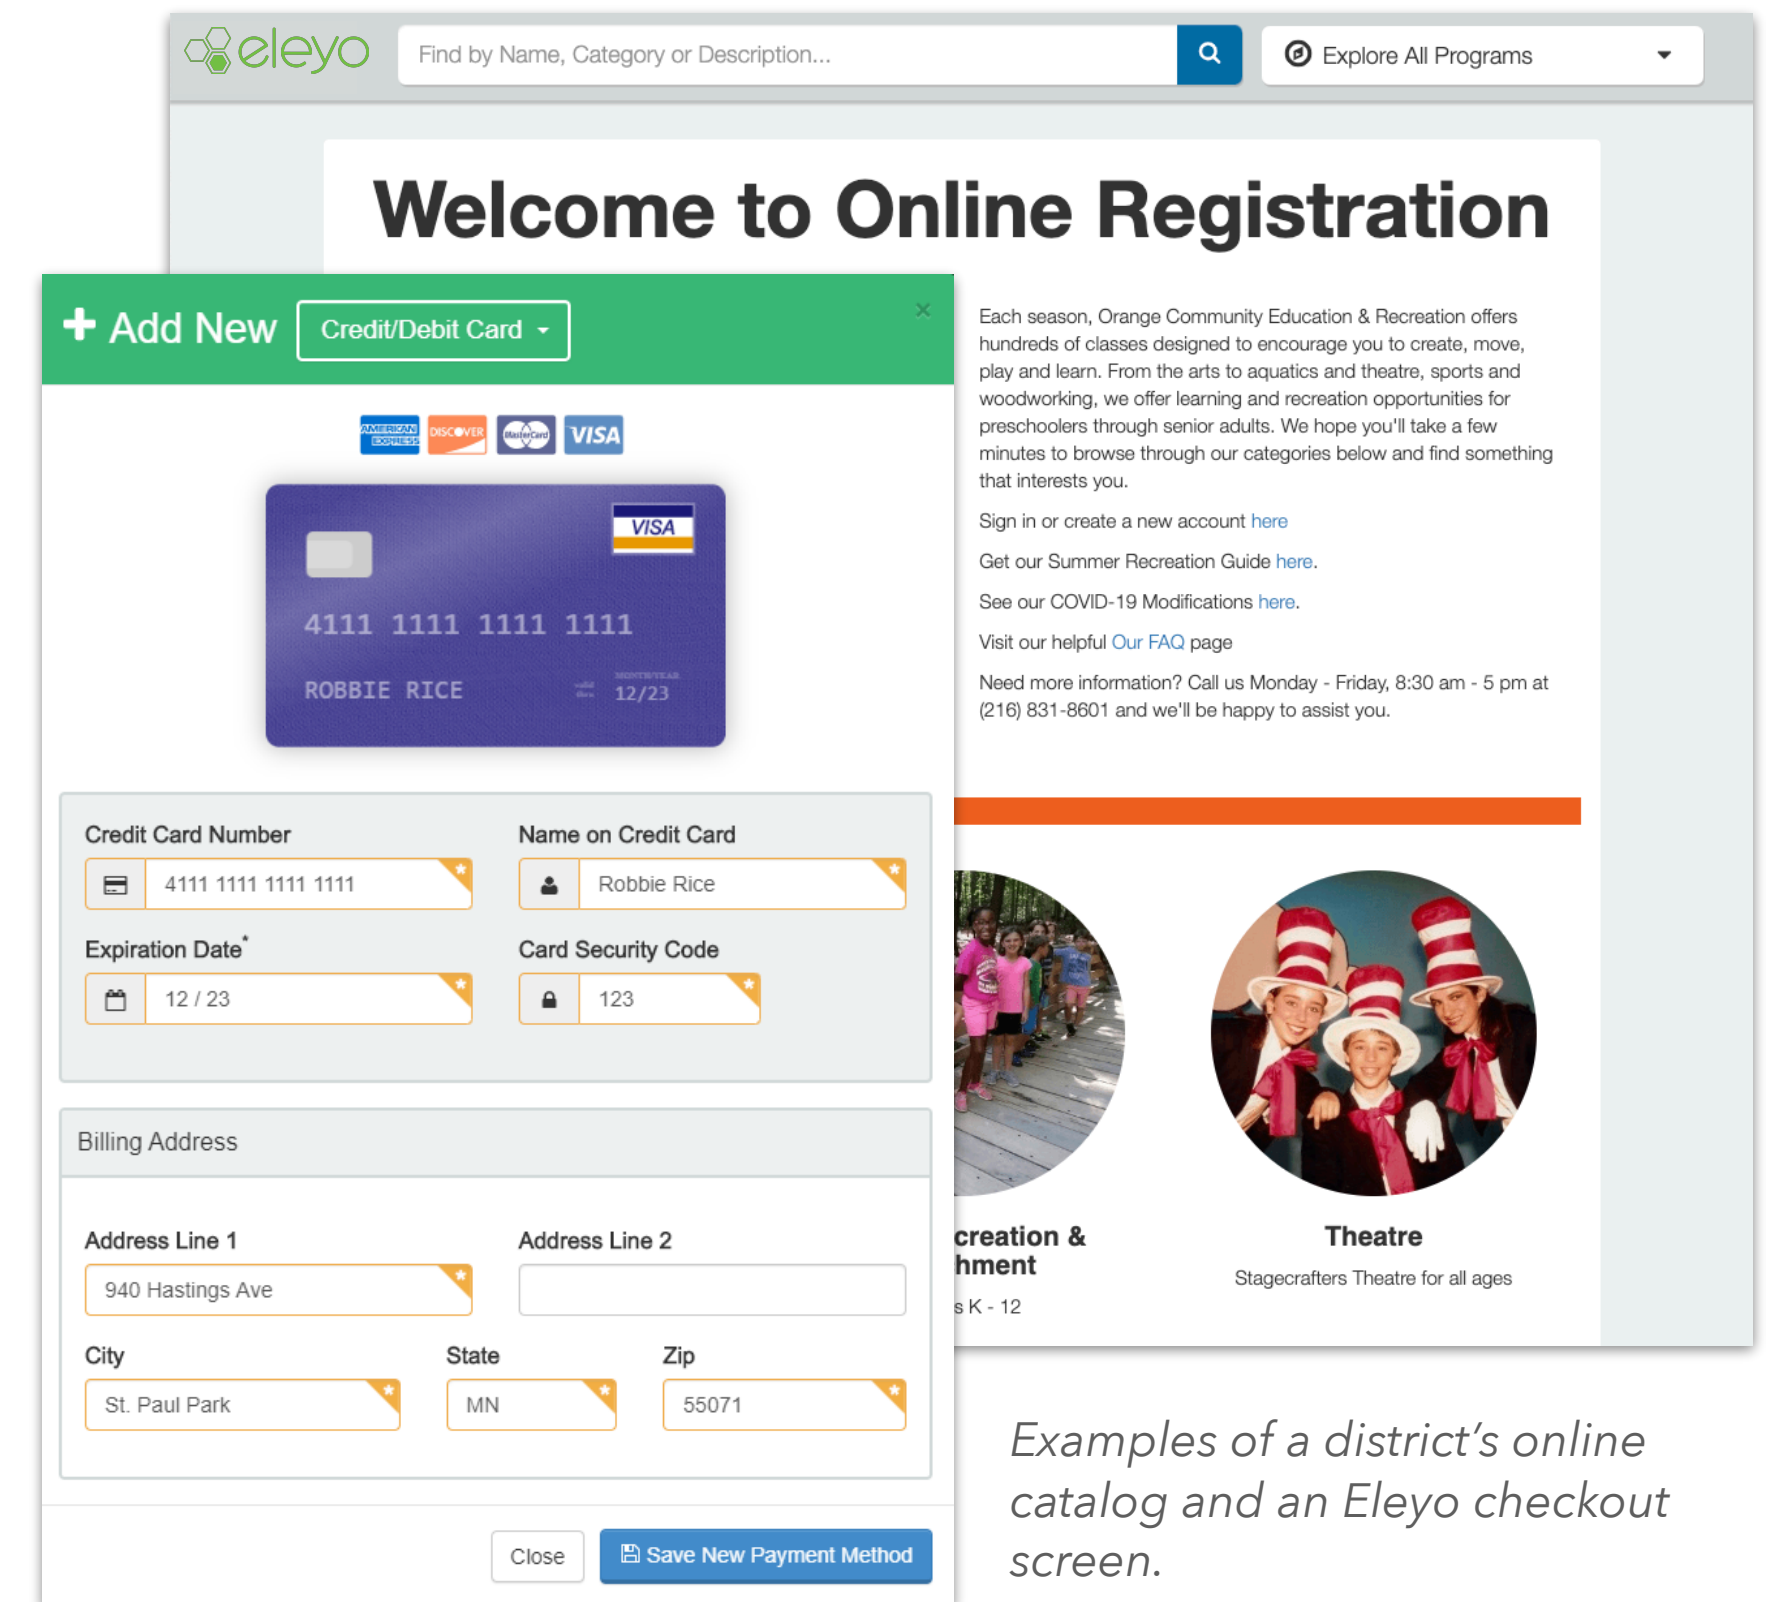 eleyo
Find by Name, Category or Description...
Explore All Programs
Welcome to Online Registration
Each season, Orange Community Education & Recreation offers
hundreds of classes designed to encourage you to create, move,
play and learn. From the arts to aquatics and theatre, sports and
woodworking, we offer learning and recreation opportunities for
preschoolers through senior adults. We hope you'll take a few
minutes to browse through our categories below and find something
that interests you.
Sign in or create a new account here
Get our Summer Recreation Guide here.
See our COVID-19 Modifications here.
Visit our helpful Our FAQ page
Need more information? Call us Monday - Friday, 8:30 am - 5 pm at
(216) 831-8601 and we'll be happy to assist you.
creation &
hment
s K - 12
Theatre
Stagecrafters Theatre for all ages
Add New Credit/Debit Card
×
AMERICAN EXPRESS DISCOVER MasterCard VISA
VISA
4111 1111 1111 1111
MONTH/YEAR
ROBBIE RICE valid thru 12/23
Credit Card Number Name on Credit Card
4111 1111 1111 1111 Robbie Rice
Expiration Date* Card Security Code
12 / 23 123
Billing Address
Address Line 1 Address Line 2
940 Hastings Ave
City State Zip
St. Paul Park MN 55071
Close Save New Payment Method
Examples of a district’s online
catalog and an Eleyo checkout
screen.